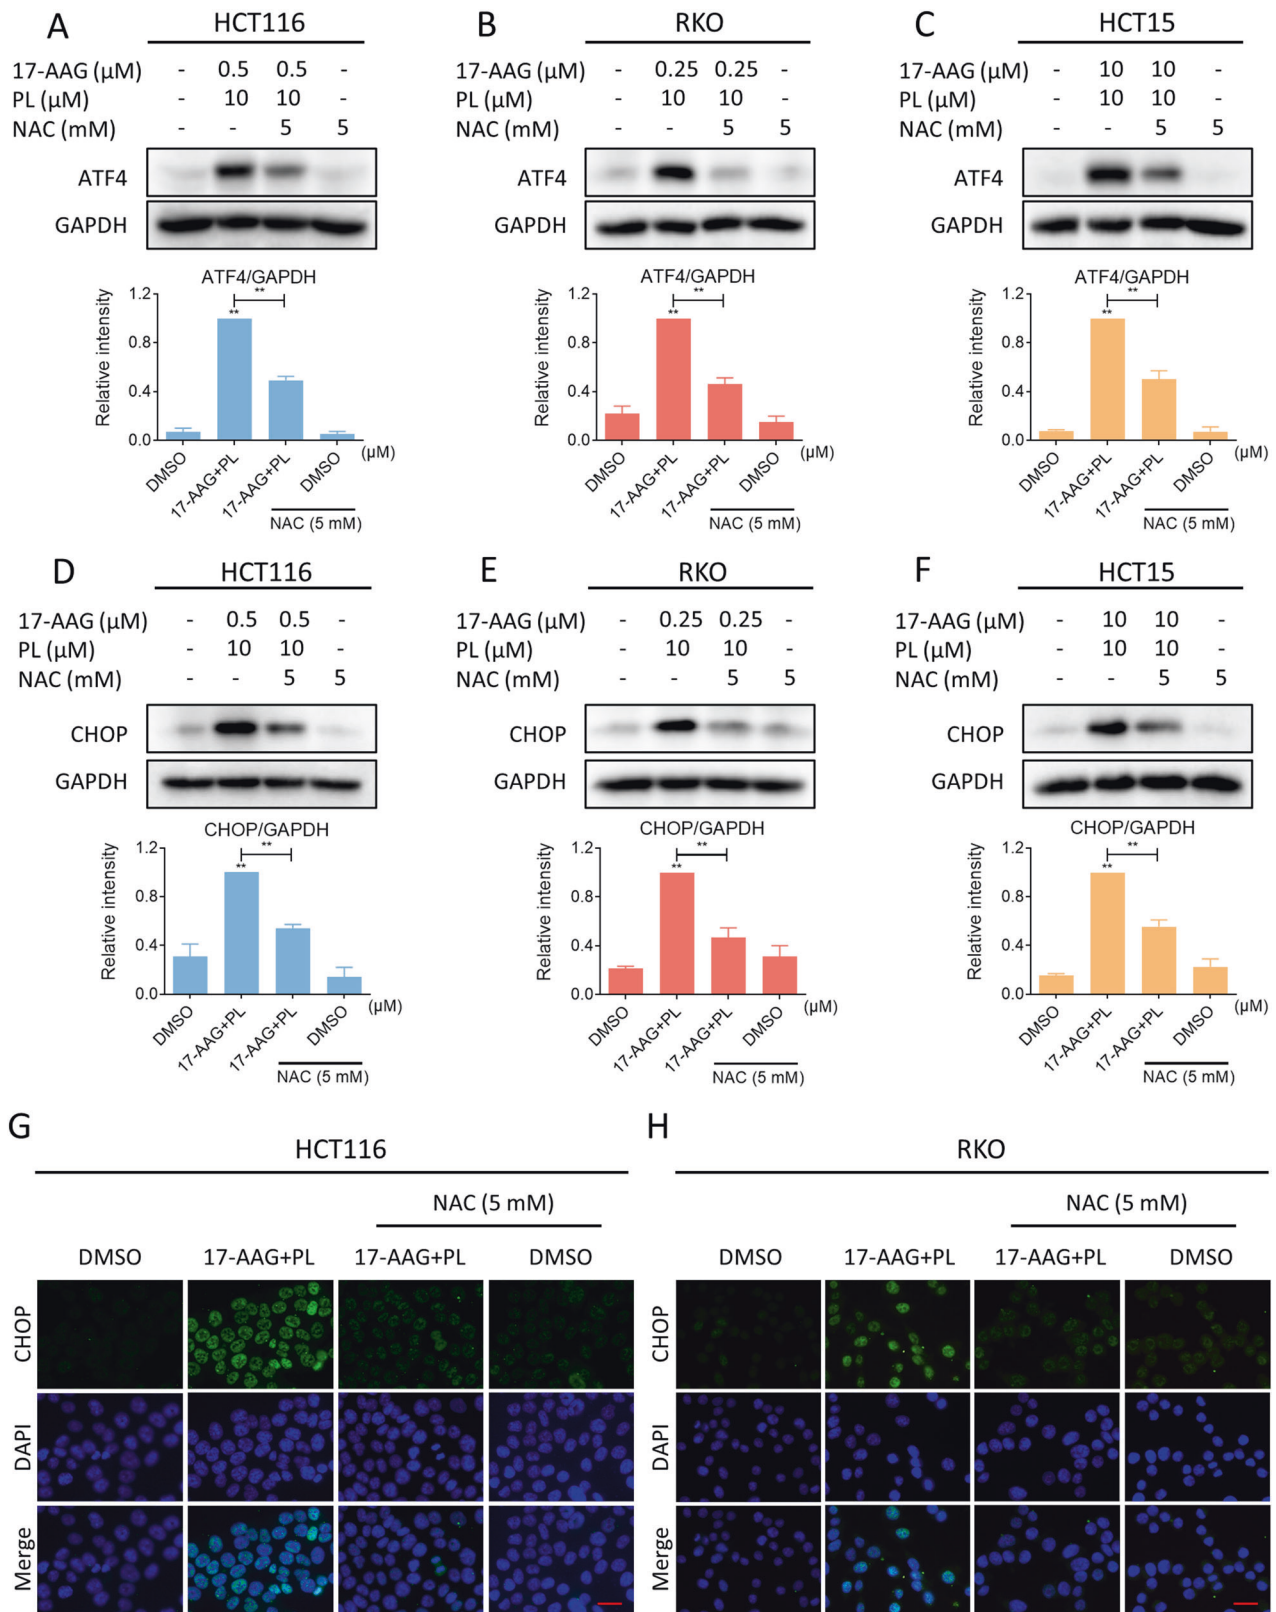 A HCT116
17-AAG (µM) - 0.5 0.5 -
PL (µM) - 10 10 -
NAC (mM) - - 5 5
ATF4
GAPDH
ATF4/GAPDH
Relative intensity
1.2
0.8
0.4
0.0
**
**
DMSO
17-AAG+PL
17-AAG+PL
DMSO
(µM)
NAC (5 mM)
B RKO
17-AAG (µM) - 0.25 0.25 -
PL (µM) - 10 10 -
NAC (mM) - - 5 5
ATF4
GAPDH
ATF4/GAPDH
Relative intensity
1.2
0.8
0.4
0.0
**
**
DMSO
17-AAG+PL
17-AAG+PL
DMSO
(µM)
NAC (5 mM)
C HCT15
17-AAG (µM) - 10 10 -
PL (µM) - 10 10 -
NAC (mM) - - 5 5
ATF4
GAPDH
ATF4/GAPDH
Relative intensity
1.2
0.8
0.4
0.0
**
**
DMSO
17-AAG+PL
17-AAG+PL
DMSO
(µM)
NAC (5 mM)
D HCT116
17-AAG (µM) - 0.5 0.5 -
PL (µM) - 10 10 -
NAC (mM) - - 5 5
CHOP
GAPDH
CHOP/GAPDH
Relative intensity
1.2
0.8
0.4
0.0
**
**
DMSO
17-AAG+PL
17-AAG+PL
DMSO
(µM)
NAC (5 mM)
E RKO
17-AAG (µM) - 0.25 0.25 -
PL (µM) - 10 10 -
NAC (mM) - - 5 5
CHOP
GAPDH
CHOP/GAPDH
Relative intensity
1.2
0.8
0.4
0.0
**
**
DMSO
17-AAG+PL
17-AAG+PL
DMSO
(µM)
NAC (5 mM)
F HCT15
17-AAG (µM) - 10 10 -
PL (µM) - 10 10 -
NAC (mM) - - 5 5
CHOP
GAPDH
CHOP/GAPDH
Relative intensity
1.2
0.8
0.4
0.0
**
**
DMSO
17-AAG+PL
17-AAG+PL
DMSO
(µM)
NAC (5 mM)
G HCT116
NAC (5 mM)
DMSO 17-AAG+PL 17-AAG+PL DMSO
CHOP
DAPI
Merge
H RKO
NAC (5 mM)
DMSO 17-AAG+PL 17-AAG+PL DMSO
CHOP
DAPI
Merge